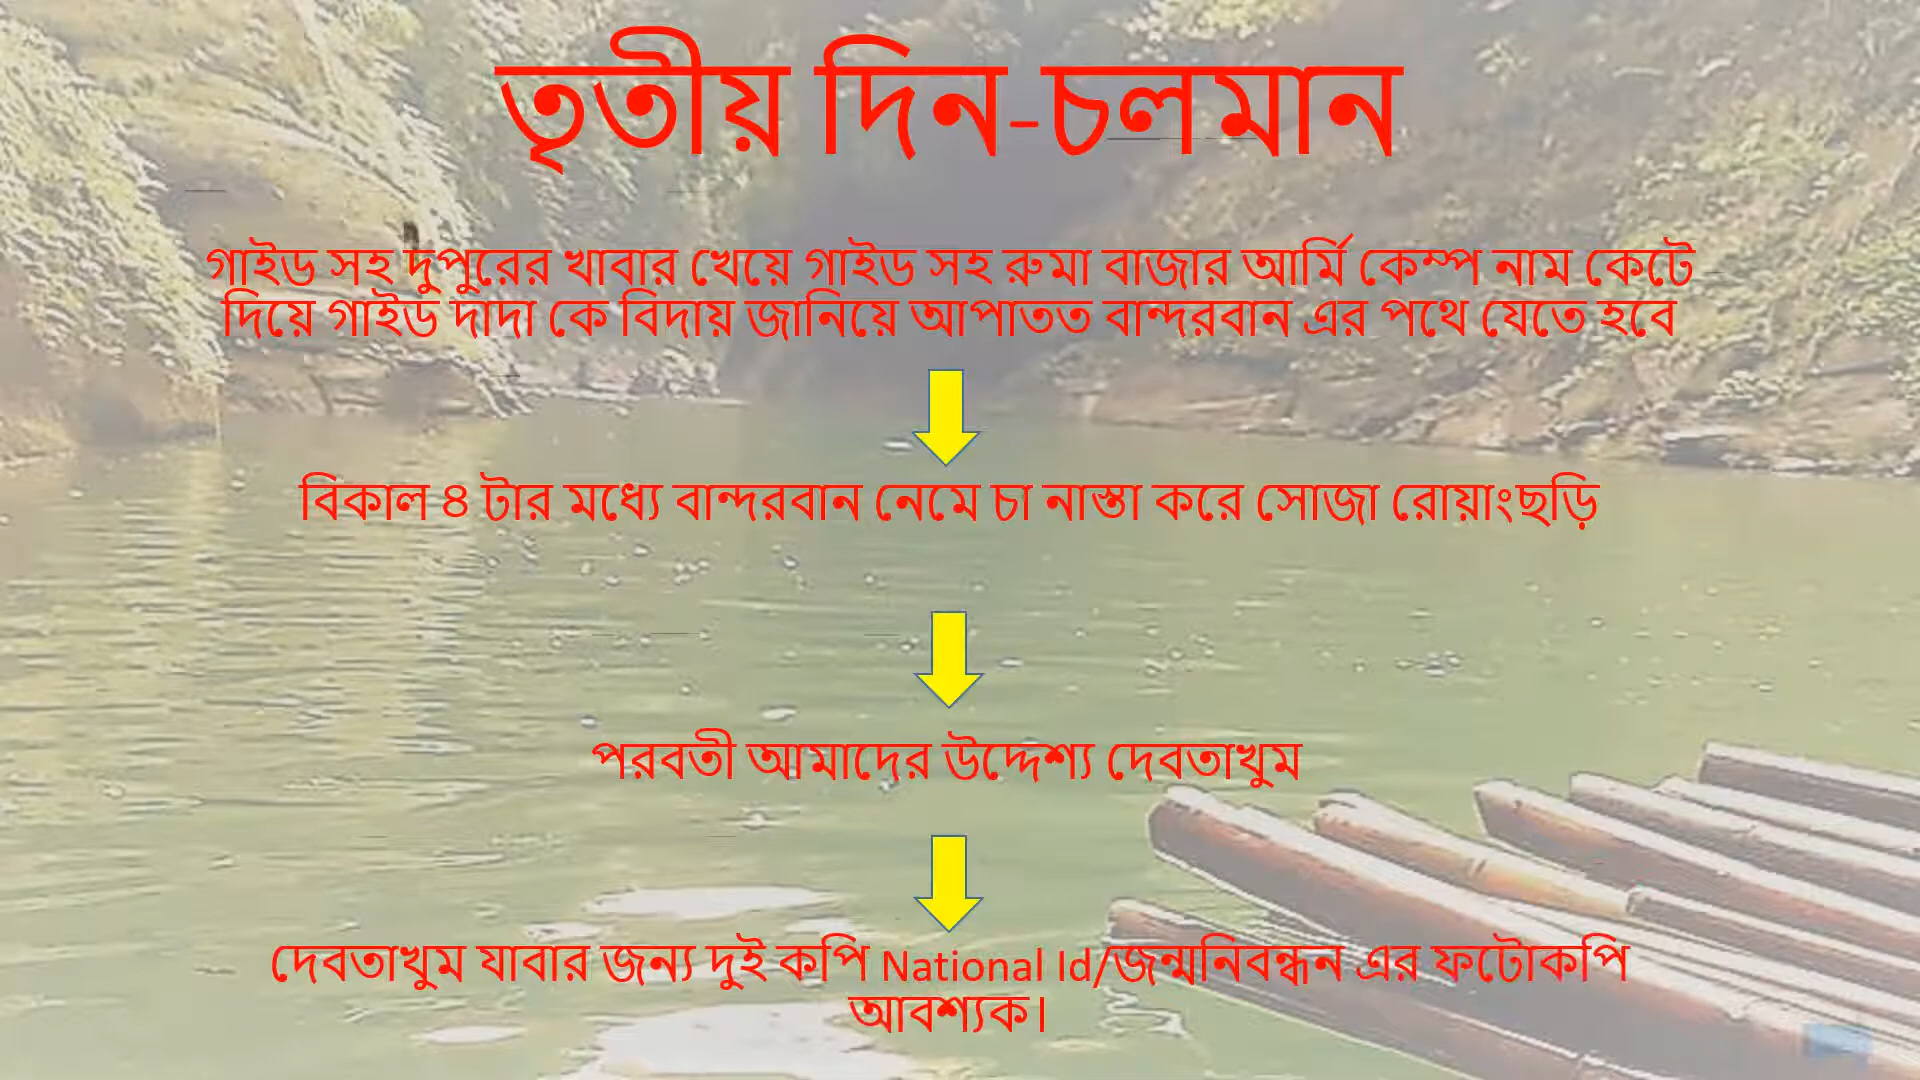 তৃতীয় দিন-চলমান
গাইড সহ দুপুরের খাবার খেয়ে গাইড সহ রুমা বাজার আর্মি কেম্প নাম কেটে
দিয়ে গাইড দাদা কে বিদায় জানিয়ে আপাতত বান্দরবান এর পথে যেতে হবে
বিকাল ৪ টার মধ্যে বান্দরবান নেমে চা নাস্তা করে সোজা রোয়াংছড়ি
পরবর্তী আমাদের উদ্দেশ্য দেবতাখুম
দেবতাখুম যাবার জন্য দুই কপি National Id/জন্মনিবন্ধন এর ফটোকপি
আবশ্যক।